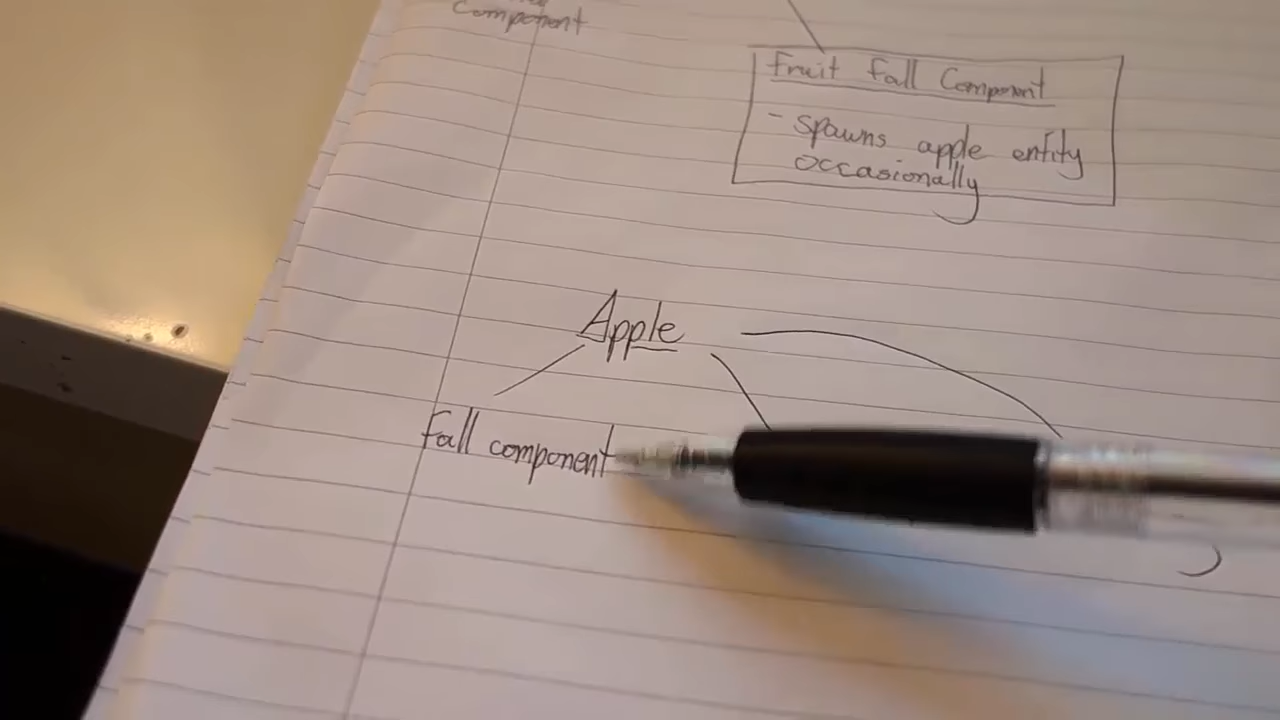 Component
Fruit Fall Component
- spawns apple entity
occasionally
Apple
Fall component